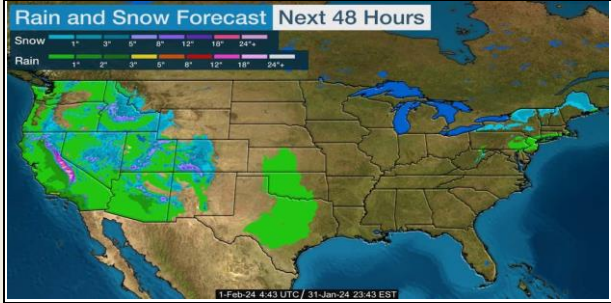 Rain and Snow Forecast Next 48 Hours
Snow 1" 3" 5" 8" 12" 18" 24"+
Rain 1" 2" 3" 5" 8" 12" 18" 24"+
1-Feb-24 4:43 UTC / 31-Jan-24 23:43 EST